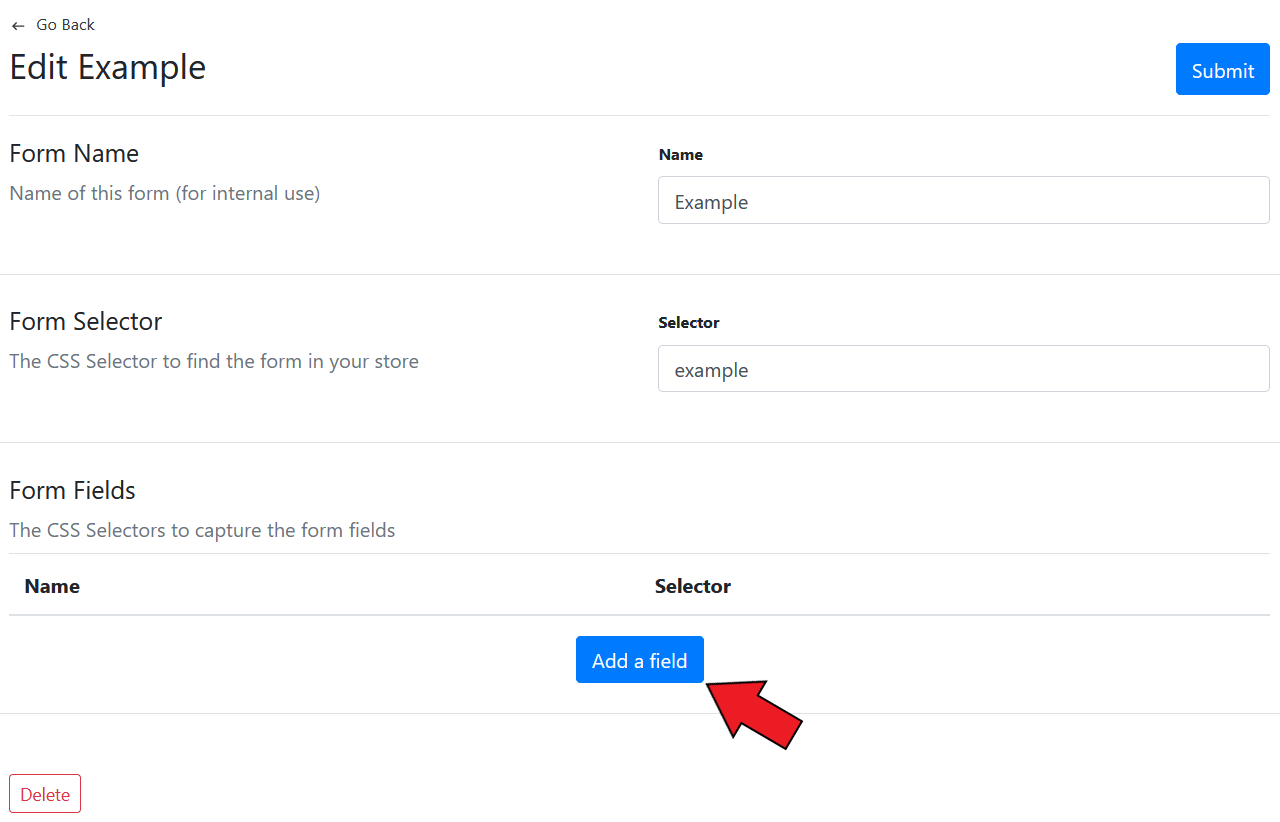 ← Go Back
Edit Example
Submit
Form Name
Name of this form (for internal use)
Name
Example
Form Selector
The CSS Selector to find the form in your store
Selector
example
Form Fields
The CSS Selectors to capture the form fields
Name Selector
Add a field
Delete